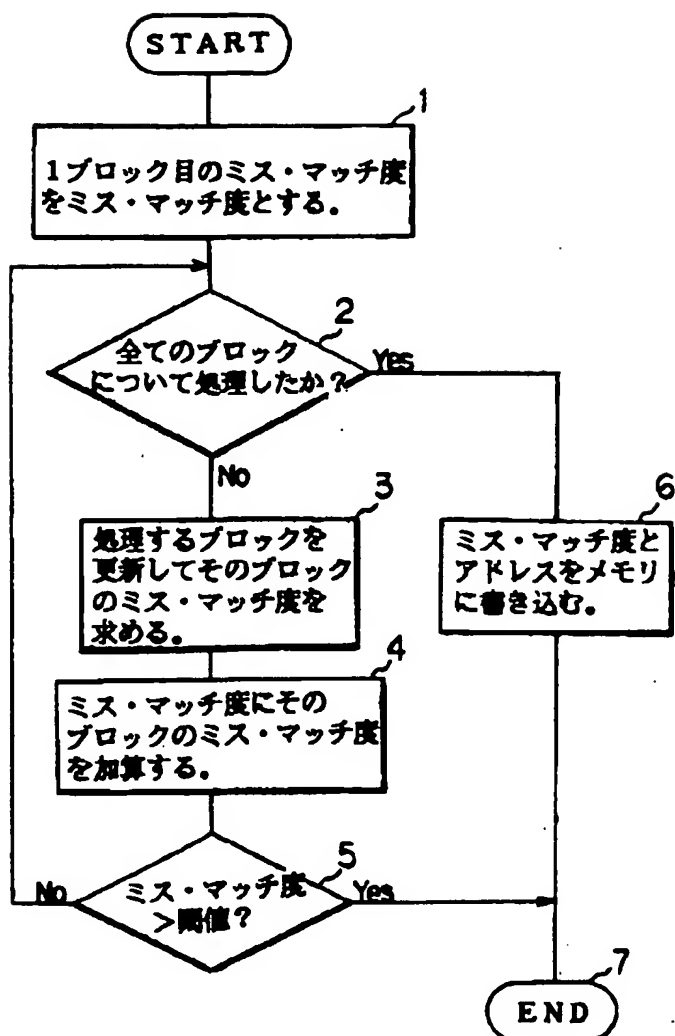 START
1
1ブロック目のミス・マッチ度
をミス・マッチ度とする。
2
全てのブロック
について処理したか?
Yes
No
3
処理するブロックを
更新してそのブロック
のミス・マッチ度を
求める。
6
ミス・マッチ度と
アドレスをメモリ
に書き込む。
4
ミス・マッチ度にその
ブロックのミス・マッチ度
を加算する。
5
ミス・マッチ度
>閾値?
No
Yes
7
END